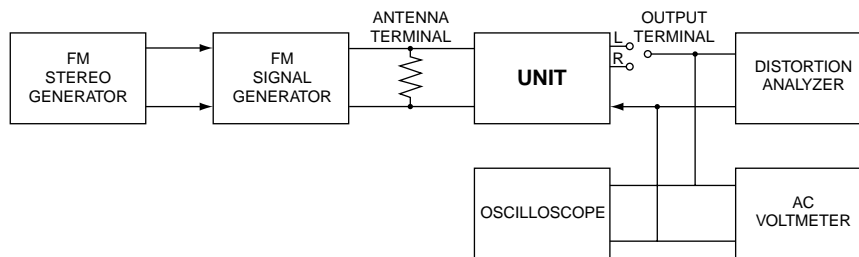 FM
STEREO
GENERATOR
FM
SIGNAL
GENERATOR
ANTENNA
TERMINAL
UNIT
L
R
OUTPUT
TERMINAL
DISTORTION
ANALYZER
OSCILLOSCOPE
AC
VOLTMETER